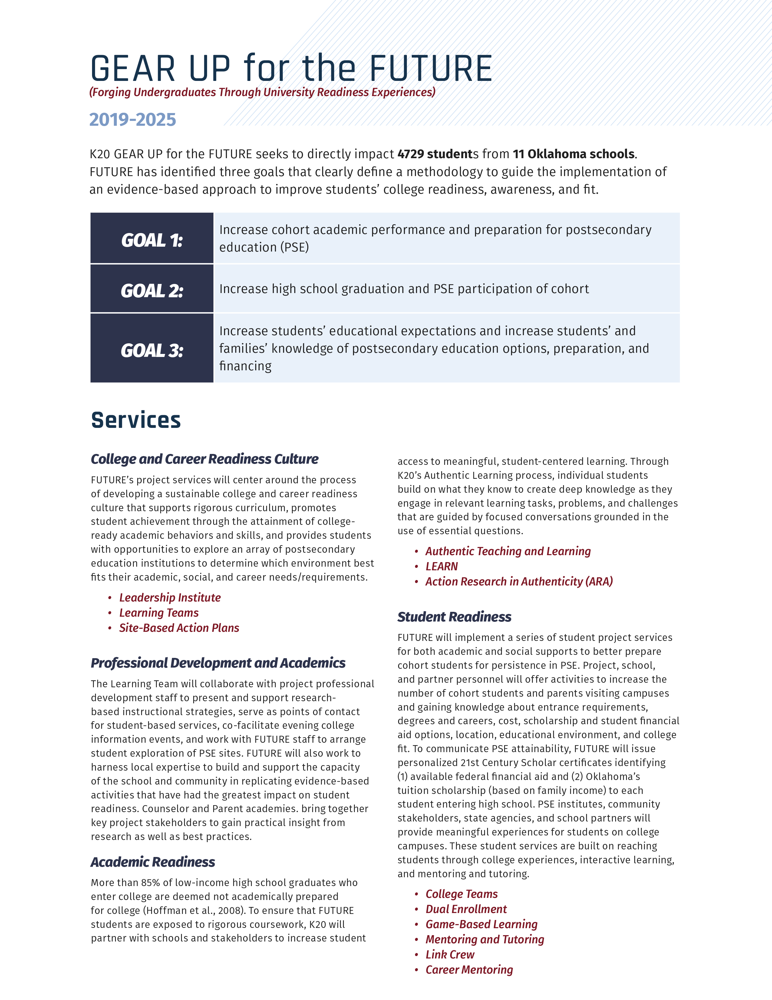 GEAR UP for the FUTURE
(Forging Undergraduates Through University Readiness Experiences)
2019-2025
K20 GEAR UP for the FUTURE seeks to directly impact 4729 students from 11 Oklahoma schools.
FUTURE has identified three goals that clearly define a methodology to guide the implementation of
an evidence-based approach to improve students’ college readiness, awareness, and fit.
GOAL 1:
Increase cohort academic performance and preparation for postsecondary
education (PSE)
GOAL 2:
Increase high school graduation and PSE participation of cohort
GOAL 3:
Increase students’ educational expectations and increase students’ and
families’ knowledge of postsecondary education options, preparation, and
financing
Services
College and Career Readiness Culture
FUTURE’s project services will center around the process
of developing a sustainable college and career readiness
culture that supports rigorous curriculum, promotes
student achievement through the attainment of college-
ready academic behaviors and skills, and provides students
with opportunities to explore an array of postsecondary
education institutions to determine which environment best
fits their academic, social, and career needs/requirements.
• Leadership Institute
• Learning Teams
• Site-Based Action Plans
Professional Development and Academics
The Learning Team will collaborate with project professional
development staff to present and support research-
based instructional strategies, serve as points of contact
for student-based services, co-facilitate evening college
information events, and work with FUTURE staff to arrange
student exploration of PSE sites. FUTURE will also work to
harness local expertise to build and support the capacity
of the school and community in replicating evidence-based
activities that have had the greatest impact on student
readiness. Counselor and Parent academies. bring together
key project stakeholders to gain practical insight from
research as well as best practices.
Academic Readiness
More than 85% of low-income high school graduates who
enter college are deemed not academically prepared
for college (Hoffman et al., 2008). To ensure that FUTURE
students are exposed to rigorous coursework, K20 will
partner with schools and stakeholders to increase student
access to meaningful, student-centered learning. Through
K20’s Authentic Learning process, individual students
build on what they know to create deep knowledge as they
engage in relevant learning tasks, problems, and challenges
that are guided by focused conversations grounded in the
use of essential questions.
• Authentic Teaching and Learning
• LEARN
• Action Research in Authenticity (ARA)
Student Readiness
FUTURE will implement a series of student project services
for both academic and social supports to better prepare
cohort students for persistence in PSE. Project, school,
and partner personnel will offer activities to increase the
number of cohort students and parents visiting campuses
and gaining knowledge about entrance requirements,
degrees and careers, cost, scholarship and student financial
aid options, location, educational environment, and college
fit. To communicate PSE attainability, FUTURE will issue
personalized 21st Century Scholar certificates identifying
(1) available federal financial aid and (2) Oklahoma’s
tuition scholarship (based on family income) to each
student entering high school. PSE institutes, community
stakeholders, state agencies, and school partners will
provide meaningful experiences for students on college
campuses. These student services are built on reaching
students through college experiences, interactive learning,
and mentoring and tutoring.
• College Teams
• Dual Enrollment
• Game-Based Learning
• Mentoring and Tutoring
• Link Crew
• Career Mentoring